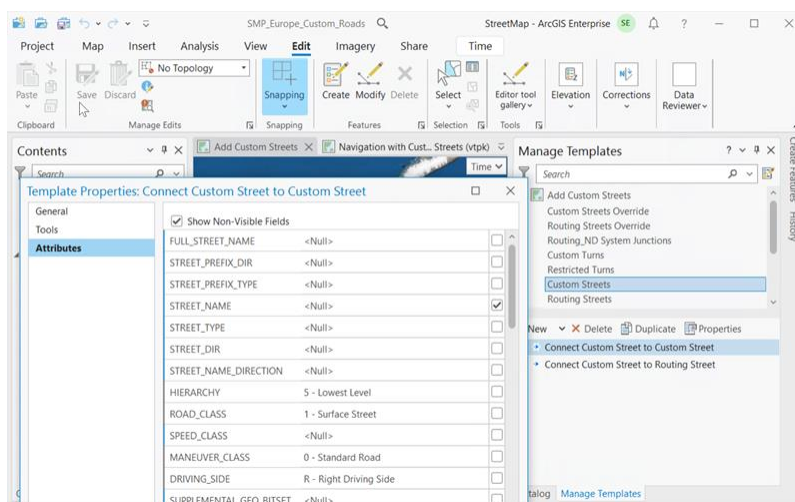 SMP_Europe_Custom_Roads
StreetMap - ArcGIS Enterprise SE ?
Project Map Insert Analysis View Edit Imagery Share Time
No Topology
Paste Save Discard
Snapping
Create Modify Delete
Select
Editor tool gallery
Elevation
Corrections
Data Reviewer
Clipboard Manage Edits Snapping Features Selection Tools
Contents
Search
Add Custom Streets
Navigation with Cust... Streets (vtpk)
Time
Template Properties: Connect Custom Street to Custom Street
General
Tools
Attributes
Show Non-Visible Fields
FULL_STREET_NAME <Null>
STREET_PREFIX_DIR <Null>
STREET_PREFIX_TYPE <Null>
STREET_NAME <Null>
STREET_TYPE <Null>
STREET_DIR <Null>
STREET_NAME_DIRECTION <Null>
HIERARCHY 5 - Lowest Level
ROAD_CLASS 1 - Surface Street
SPEED_CLASS <Null>
MANEUVER_CLASS 0 - Standard Road
DRIVING_SIDE R - Right Driving Side
SUPPLEMENTAL_GEO_BITSET <Null>
Manage Templates ?
Search
Add Custom Streets
Custom Streets Override
Routing Streets Override
Routing_ND System Junctions
Custom Turns
Restricted Turns
Custom Streets
Routing Streets
New Delete Duplicate Properties
Connect Custom Street to Custom Street
Connect Custom Street to Routing Street
talog Manage Templates
Create Features
History